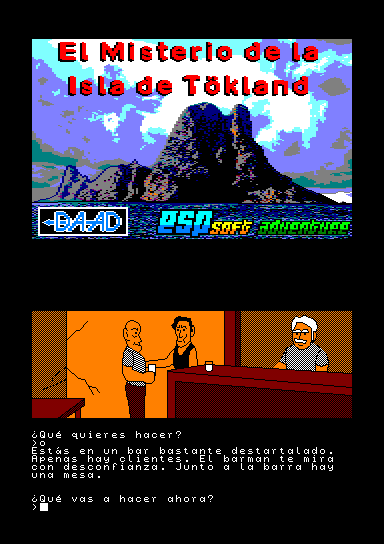 El Misterio de la
Isla de Tökland
DAAD
esp soft adventure
¿Qué quieres hacer?
>o
Estás en un bar bastante destartalado.
Apenas hay clientes. El barman te mira
con desconfianza. Junto a la barra hay
una mesa.
¿Qué vas a hacer ahora?
>